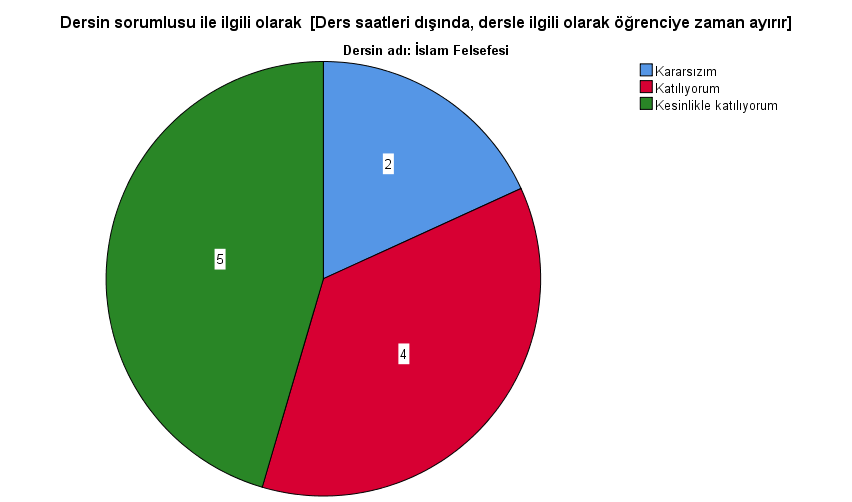 Dersin sorumlusu ile ilgili olarak  [Ders saatleri dışında, dersle ilgili olarak öğrenciye zaman ayırır]
Dersin adı: İslam Felsefesi
Kararsızım
Katılıyorum
Kesinlikle katılıyorum
2
5
4